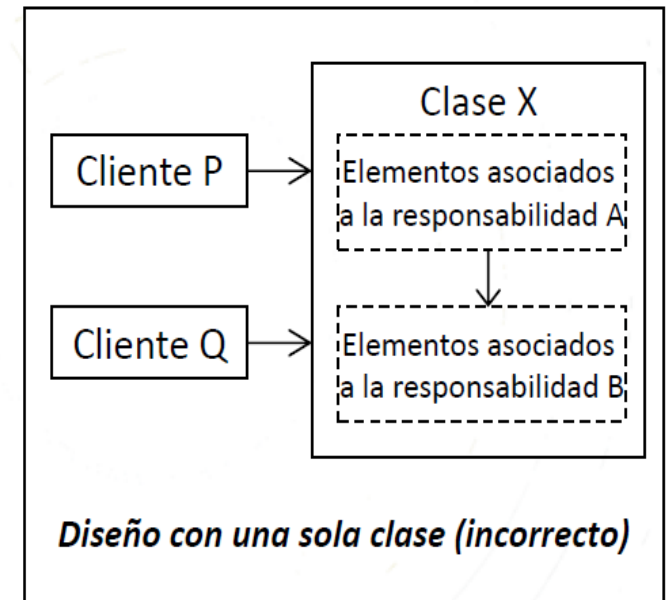 Clase X
Cliente P
Elementos asociados
a la responsabilidad A
Cliente Q
Elementos asociados
a la responsabilidad B
Diseño con una sola clase (incorrecto)